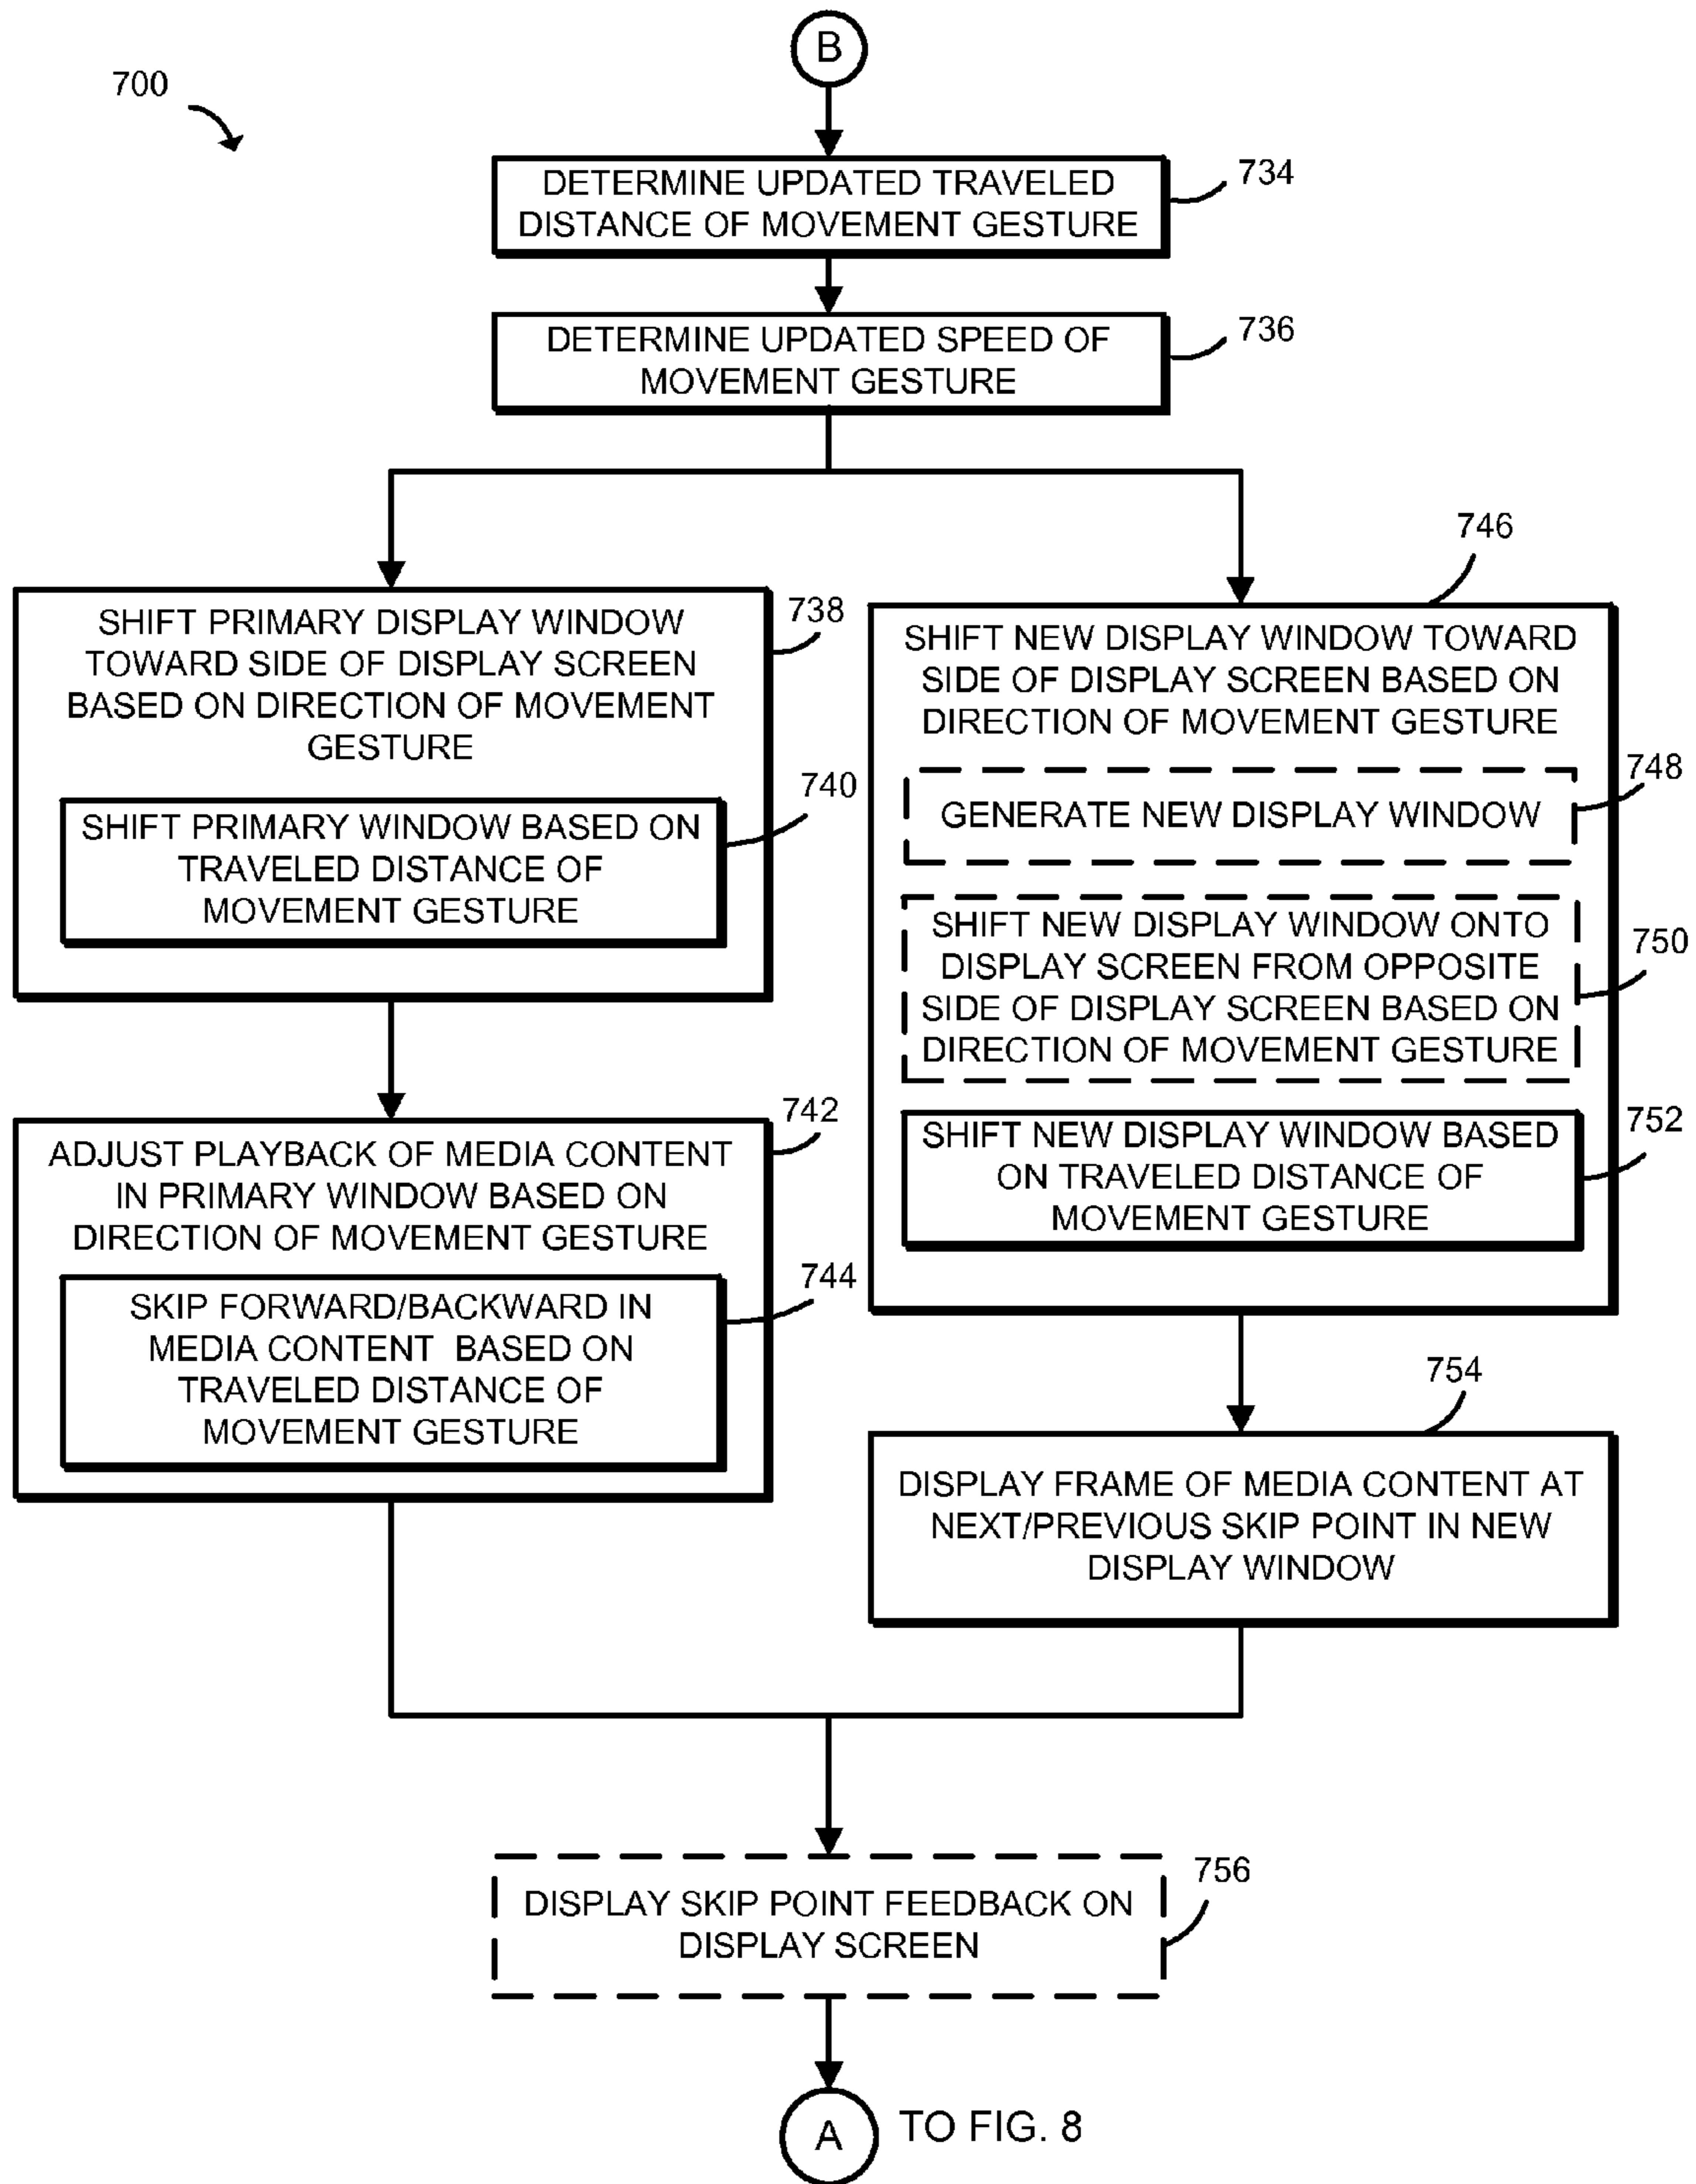 B
700
DETERMINE UPDATED TRAVELED
DISTANCE OF MOVEMENT GESTURE
734
DETERMINE UPDATED SPEED OF
MOVEMENT GESTURE
736
SHIFT PRIMARY DISPLAY WINDOW
TOWARD SIDE OF DISPLAY SCREEN
BASED ON DIRECTION OF MOVEMENT
GESTURE
738
SHIFT PRIMARY WINDOW BASED ON
TRAVELED DISTANCE OF
MOVEMENT GESTURE
740
ADJUST PLAYBACK OF MEDIA CONTENT
IN PRIMARY WINDOW BASED ON
DIRECTION OF MOVEMENT GESTURE
742
SKIP FORWARD/BACKWARD IN
MEDIA CONTENT BASED ON
TRAVELED DISTANCE OF
MOVEMENT GESTURE
744
746
SHIFT NEW DISPLAY WINDOW TOWARD
SIDE OF DISPLAY SCREEN BASED ON
DIRECTION OF MOVEMENT GESTURE
GENERATE NEW DISPLAY WINDOW
748
SHIFT NEW DISPLAY WINDOW ONTO
DISPLAY SCREEN FROM OPPOSITE
SIDE OF DISPLAY SCREEN BASED ON
DIRECTION OF MOVEMENT GESTURE
750
SHIFT NEW DISPLAY WINDOW BASED
ON TRAVELED DISTANCE OF
MOVEMENT GESTURE
752
754
DISPLAY FRAME OF MEDIA CONTENT AT
NEXT/PREVIOUS SKIP POINT IN NEW
DISPLAY WINDOW
DISPLAY SKIP POINT FEEDBACK ON
DISPLAY SCREEN
756
A
TO FIG. 8